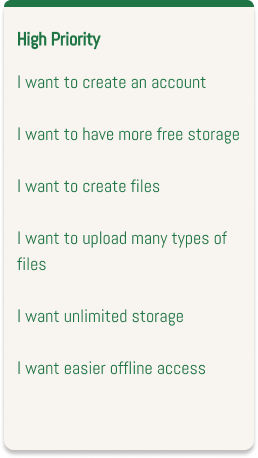 High Priority
I want to create an account
I want to have more free storage
I want to create files
I want to upload many types of
files
I want unlimited storage
I want easier offline access